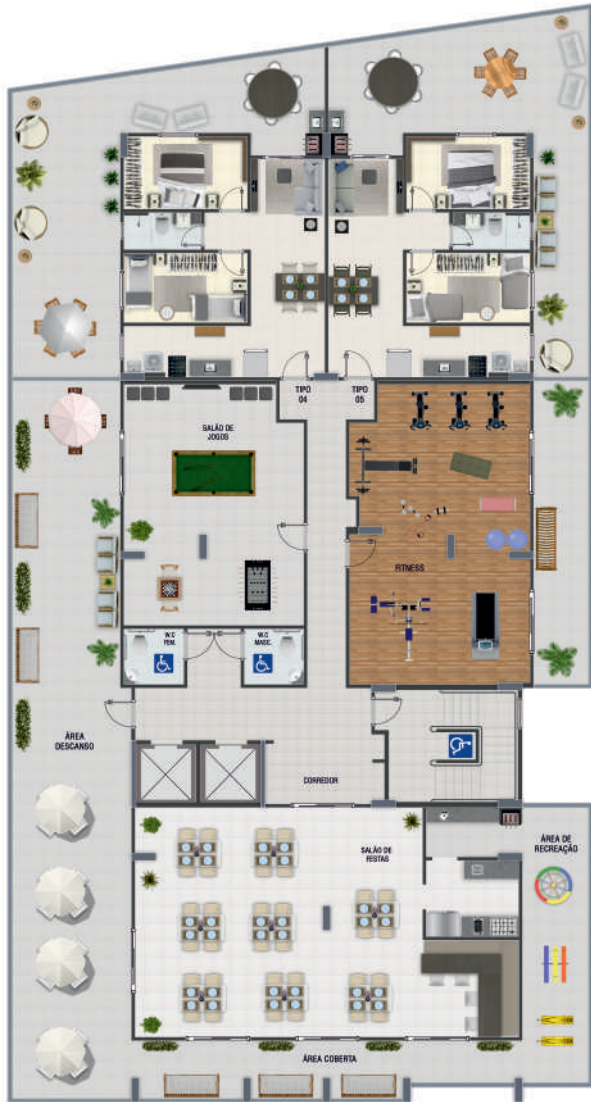 TIPO
04
TIPO
05
SALÃO DE
JOGOS
FITNESS
W.C
FEM.
W.C
MASC.
ÁREA
DESCANSO
CORREDOR
SALÃO DE
FESTAS
ÁREA DE
RECREAÇÃO
ÁREA COBERTA